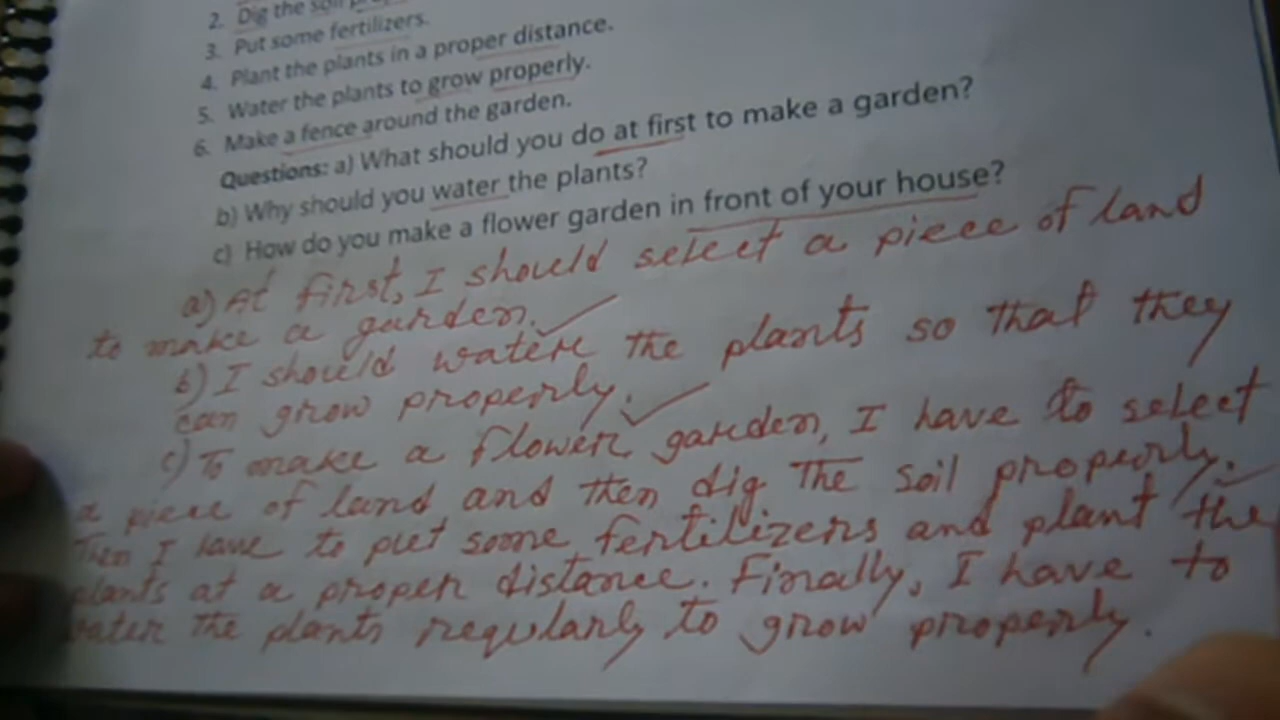 2. Dig the soil
3. Put some fertilizers.
4. Plant the plants in a proper distance.
5. Water the plants to grow properly.
6. Make a fence around the garden.
Questions: a) What should you do at first to make a garden?
b) Why should you water the plants?
c) How do you make a flower garden in front of your house?
a) At first, I should select a piece of land
to make a garden.
b) I should water the plants so that they
can grow properly.
c) To make a flower garden, I have to select
a piece of land and then dig the soil properly.
Then I have to put some fertilizers and plant the
plants at a proper distance. Finally, I have to
water the plants regularly to grow properly.